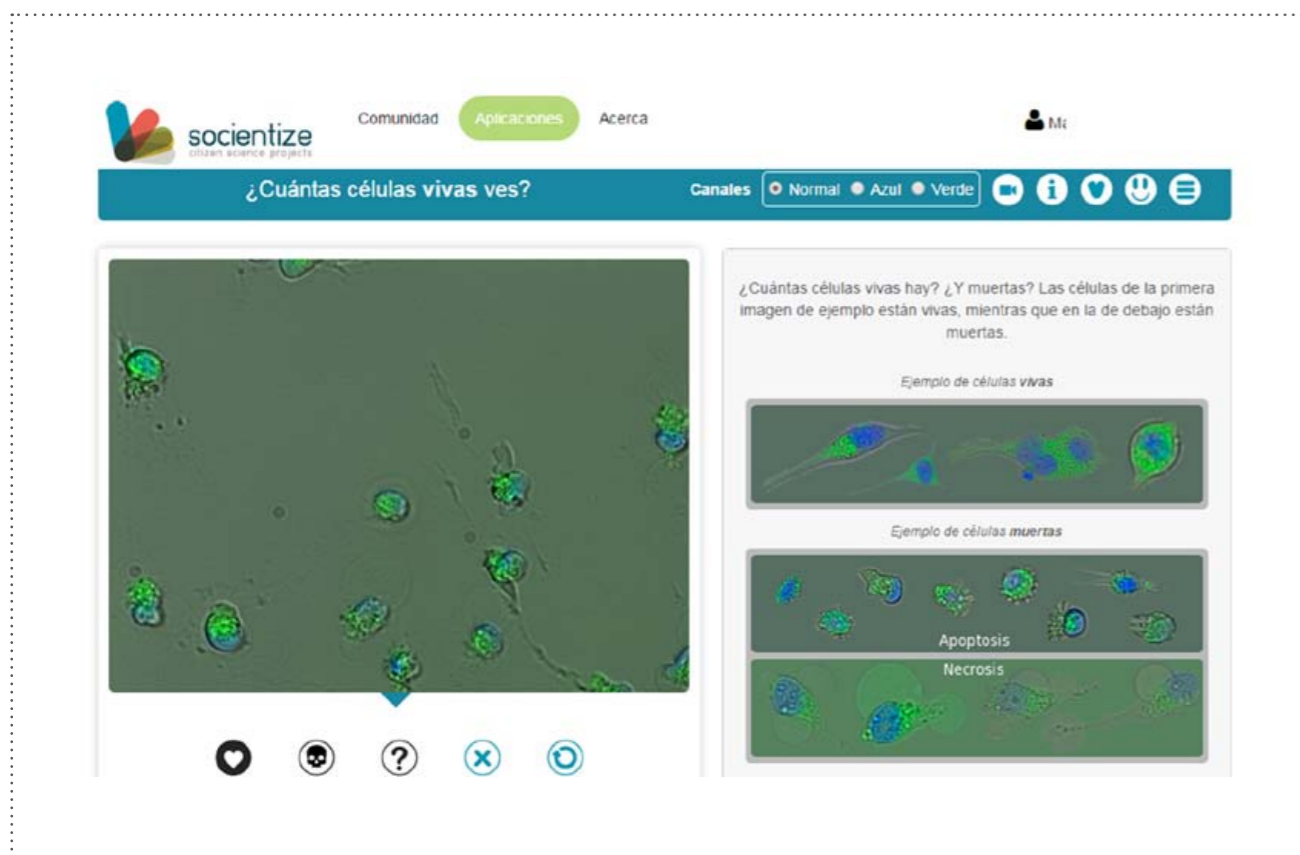 Comunidad Aplicaciones Acerca
socientize
citizen science projects
Ma
¿Cuántas células vivas ves?
Canales Normal Azul Verde
¿Cuántas células vivas hay? ¿Y muertas? Las células de la primera
imagen de ejemplo están vivas, mientras que en la de debajo están
muertas.
Ejemplo de células vivas
Ejemplo de células muertas
Apoptosis
Necrosis